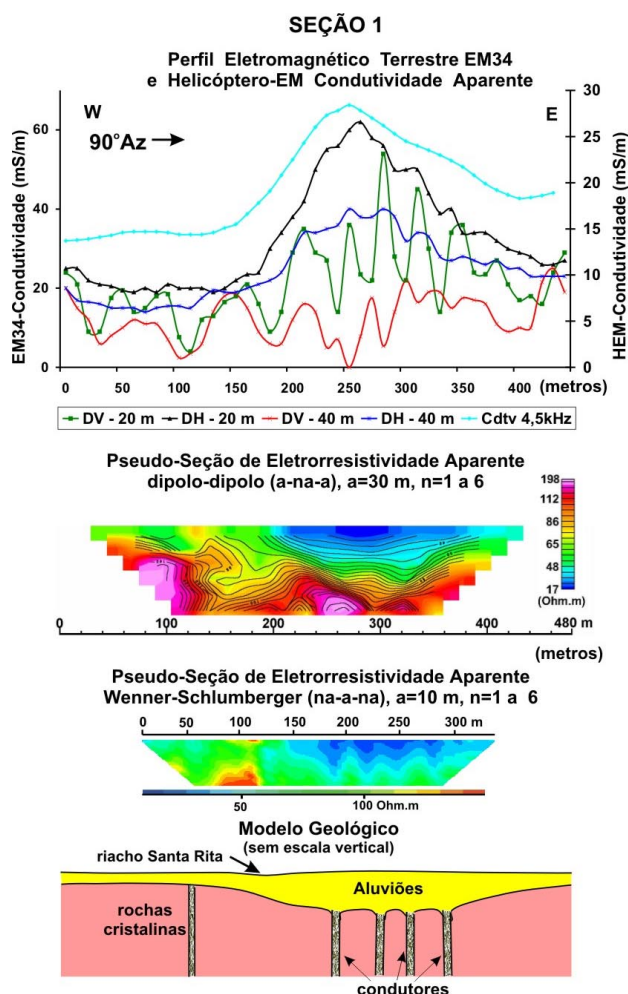 SEÇÃO 1
Perfil Eletromagnético Terrestre EM34
e Helicóptero-EM Condutividade Aparente
EM34-Condutividade (mS/m)
60
40
20
0
W
90°Az
E
30
25
20
15
10
5
0
HEM-Condutividade (mS/m)
0 50 100 150 200 250 300 350 400 (metros)
DV - 20 m DH - 20 m DV - 40 m DH - 40 m Cdtv 4,5kHz
Pseudo-Seção de Eletrorresistividade Aparente
dipolo-dipolo (a-na-a), a=30 m, n=1 a 6
198
112
86
65
42
17
(Ohm.m)
0 100 200 300 400 480 m
(metros)
Pseudo-Seção de Eletrorresistividade Aparente
Wenner-Schlumberger (na-a-na), a=10 m, n=1 a 6
0 50 100 150 200 250 300 m
50 100 Ohm.m
Modelo Geológico
(sem escala vertical)
riacho Santa Rita
Aluviões
rochas
cristalinas
condutores